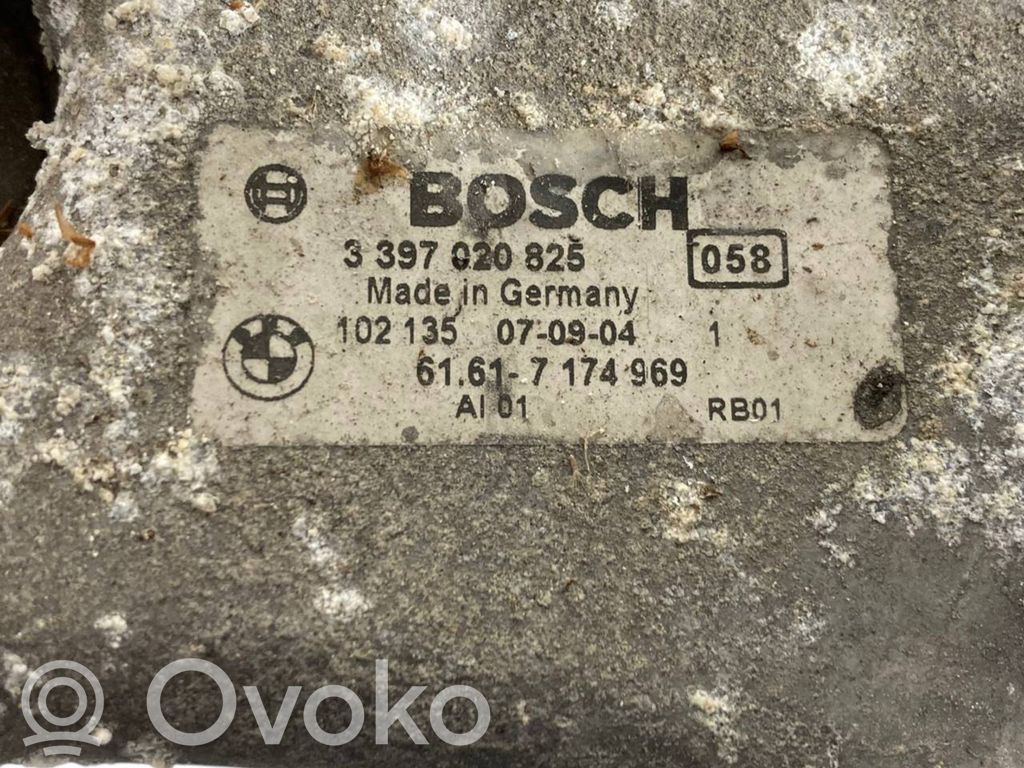 BOSCH
3 397 020 825 058
Made in Germany
102 135 07-09-04 1
61.61-7 174 969
AI 01 RB01
R Ovoko